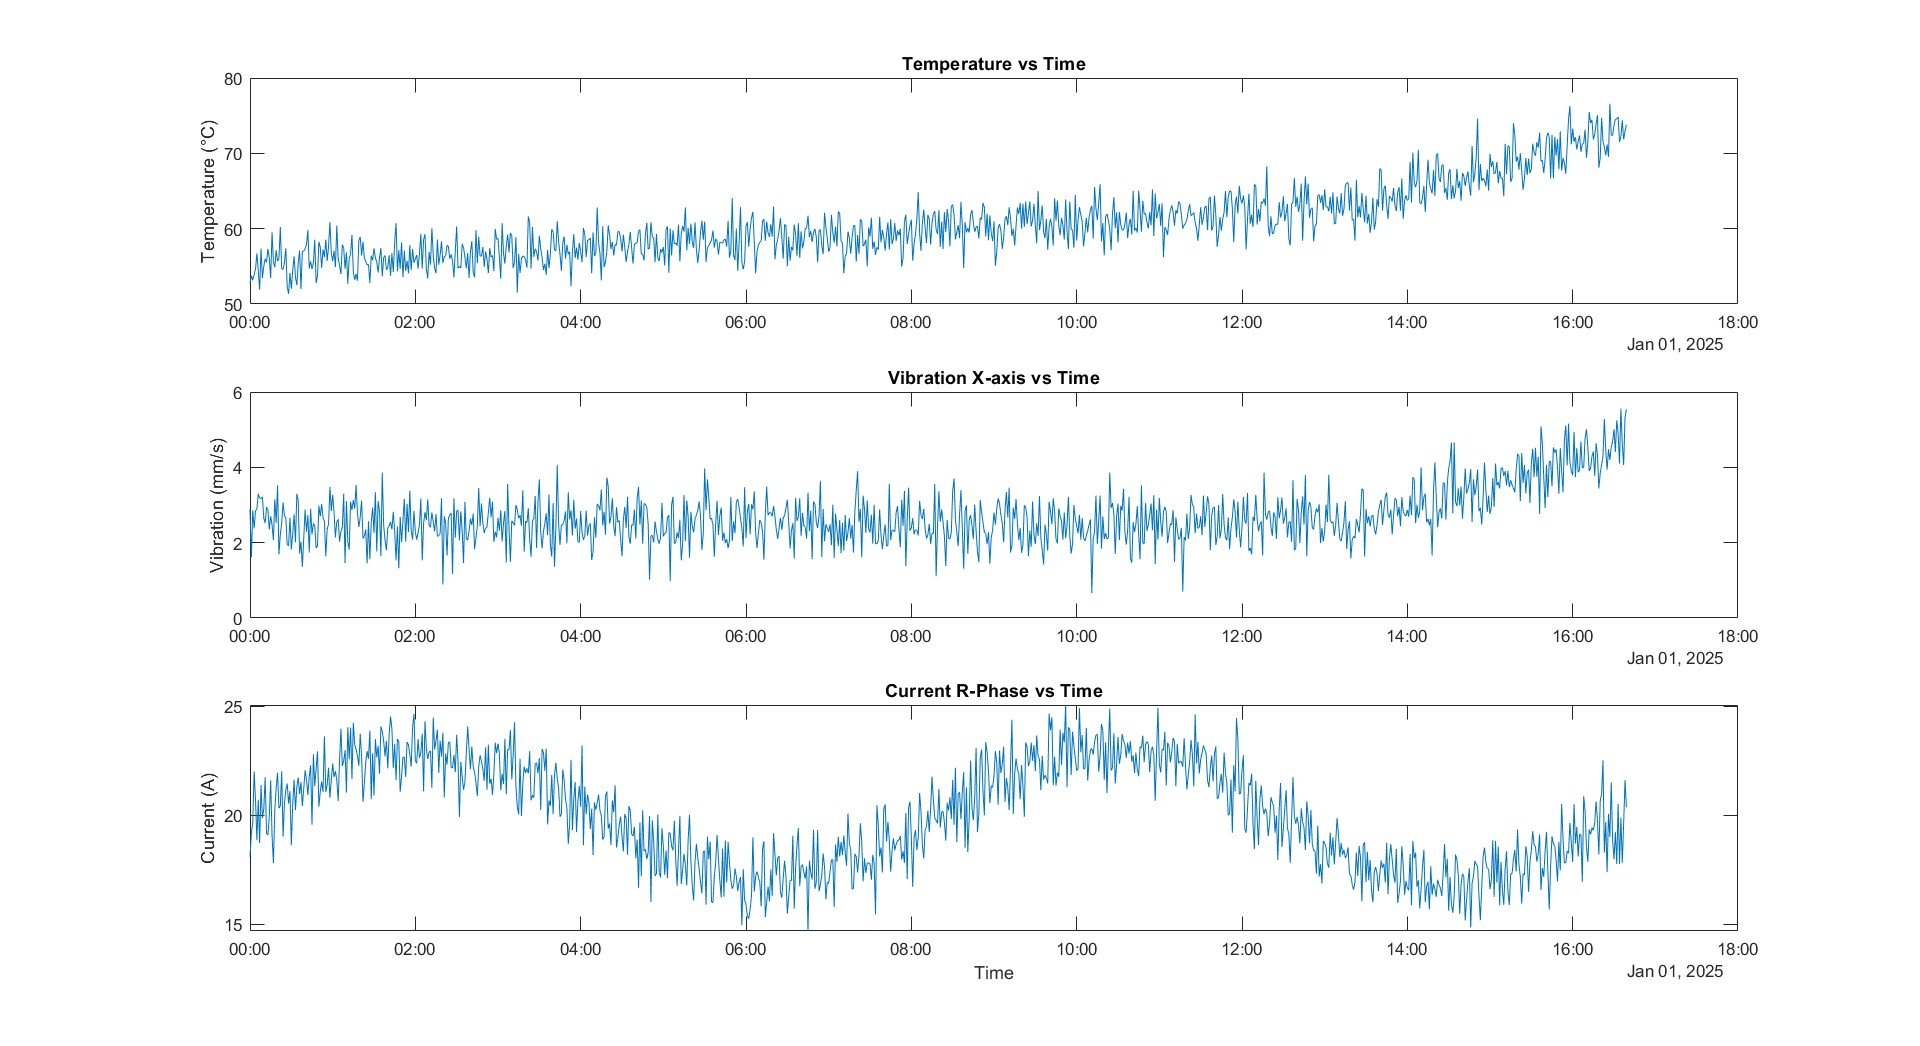 Temperature vs Time
Temperature (°C)
80
70
60
50
00:00 02:00 04:00 06:00 08:00 10:00 12:00 14:00 16:00 18:00
Jan 01, 2025
Vibration X-axis vs Time
Vibration (mm/s)
6
4
2
0
00:00 02:00 04:00 06:00 08:00 10:00 12:00 14:00 16:00 18:00
Jan 01, 2025
Current R-Phase vs Time
Current (A)
25
20
15
00:00 02:00 04:00 06:00 08:00 10:00 12:00 14:00 16:00 18:00
Time
Jan 01, 2025